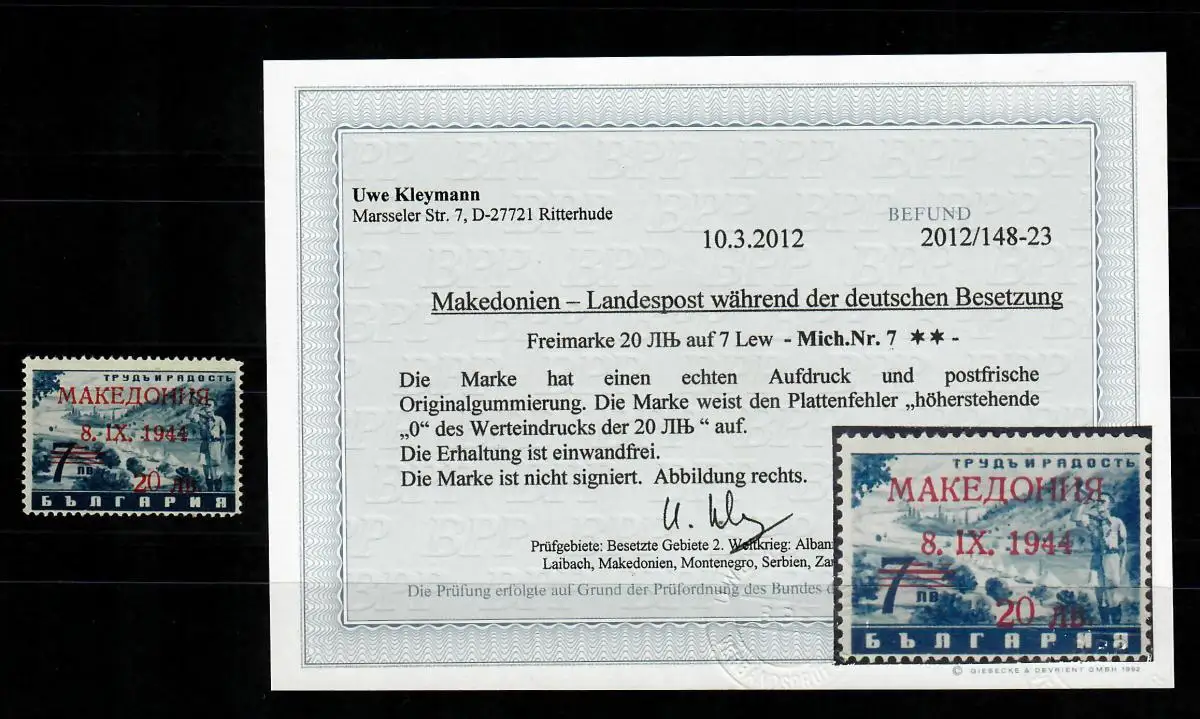 ТРУДЪ И РАДОСТЬ
МАКЕДОНИЯ
8. IX. 1944
7 ЛВ
20 лв.
БЪЛГАРИЯ
Uwe Kleymann
Marsseler Str. 7, D-27721 Ritterhude
BEFUND
10.3.2012
2012/148-23
Makedonien – Landespost während der deutschen Besetzung
Freimarke 20 ЛЊ auf 7 Lew - Mich.Nr. 7 ✶✶ -
Die Marke hat einen echten Aufdruck und postfrische
Originalgummierung. Die Marke weist den Plattenfehler „höherstehende
„0“ des Werteindrucks der 20 ЛЊ “ auf.
Die Erhaltung ist einwandfrei.
Die Marke ist nicht signiert. Abbildung rechts.
Prüfgebiete: Besetzte Gebiete 2. Weltkrieg: Alban
Laibach, Makedonien, Montenegro, Serbien, Za
Die Prüfung erfolgte auf Grund der Prüfordnung des Bundes d
ТРУДЪ И РАДОСТЬ
МАКЕДОНИЯ
8. IX. 1944
7 ЛВ
20 лв.
БЪЛГАРИЯ
© GIESECKE & DEVRIENT GMBH 1992